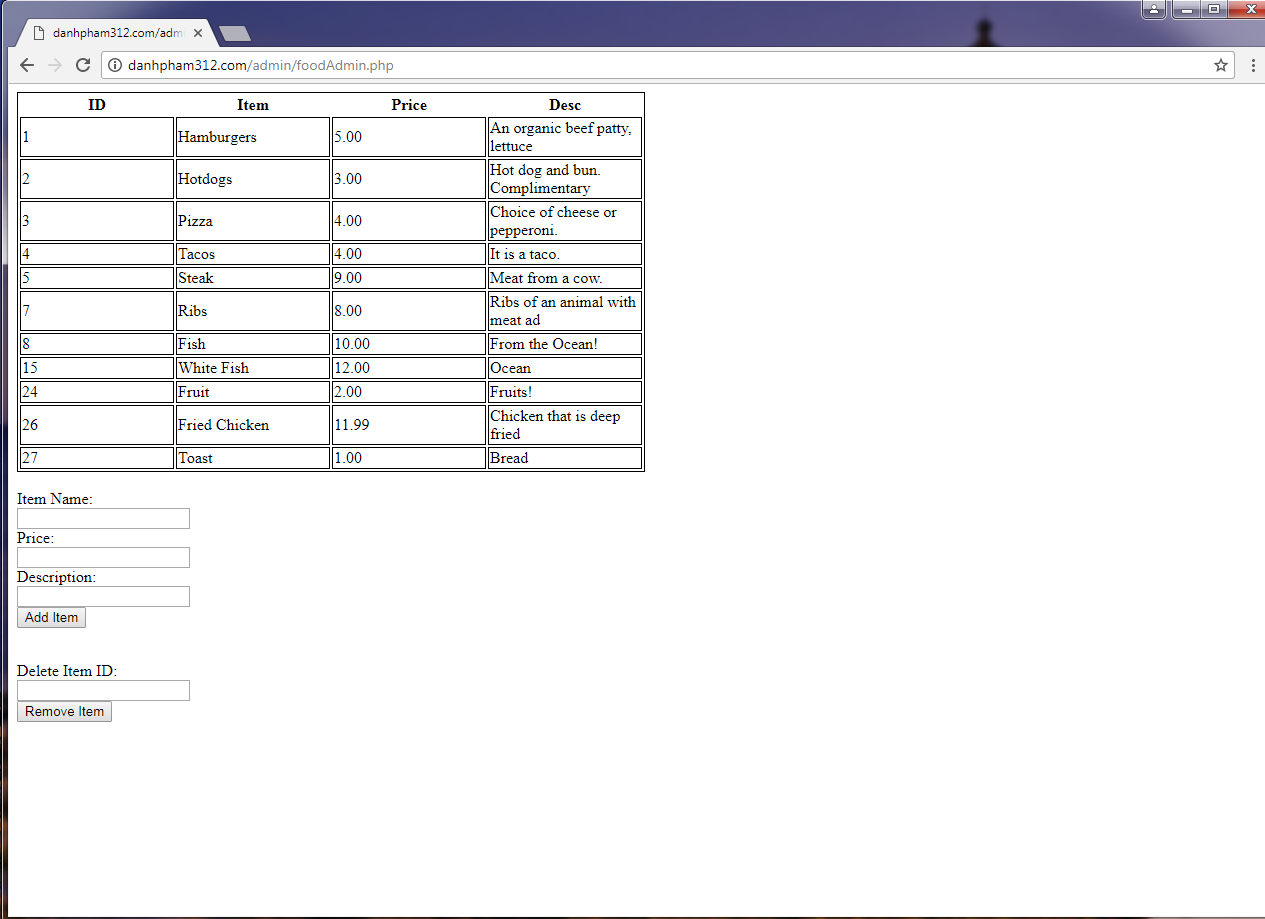 danhpham312.com/adm
danhpham312.com/admin/foodAdmin.php
ID Item Price Desc
1 Hamburgers 5.00 An organic beef patty,
lettuce
2 Hotdogs 3.00 Hot dog and bun.
Complimentary
3 Pizza 4.00 Choice of cheese or
pepperoni.
4 Tacos 4.00 It is a taco.
5 Steak 9.00 Meat from a cow.
7 Ribs 8.00 Ribs of an animal with
meat ad
8 Fish 10.00 From the Ocean!
15 White Fish 12.00 Ocean
24 Fruit 2.00 Fruits!
26 Fried Chicken 11.99 Chicken that is deep
fried
27 Toast 1.00 Bread
Item Name:
Price:
Description:
Add Item
Delete Item ID:
Remove Item